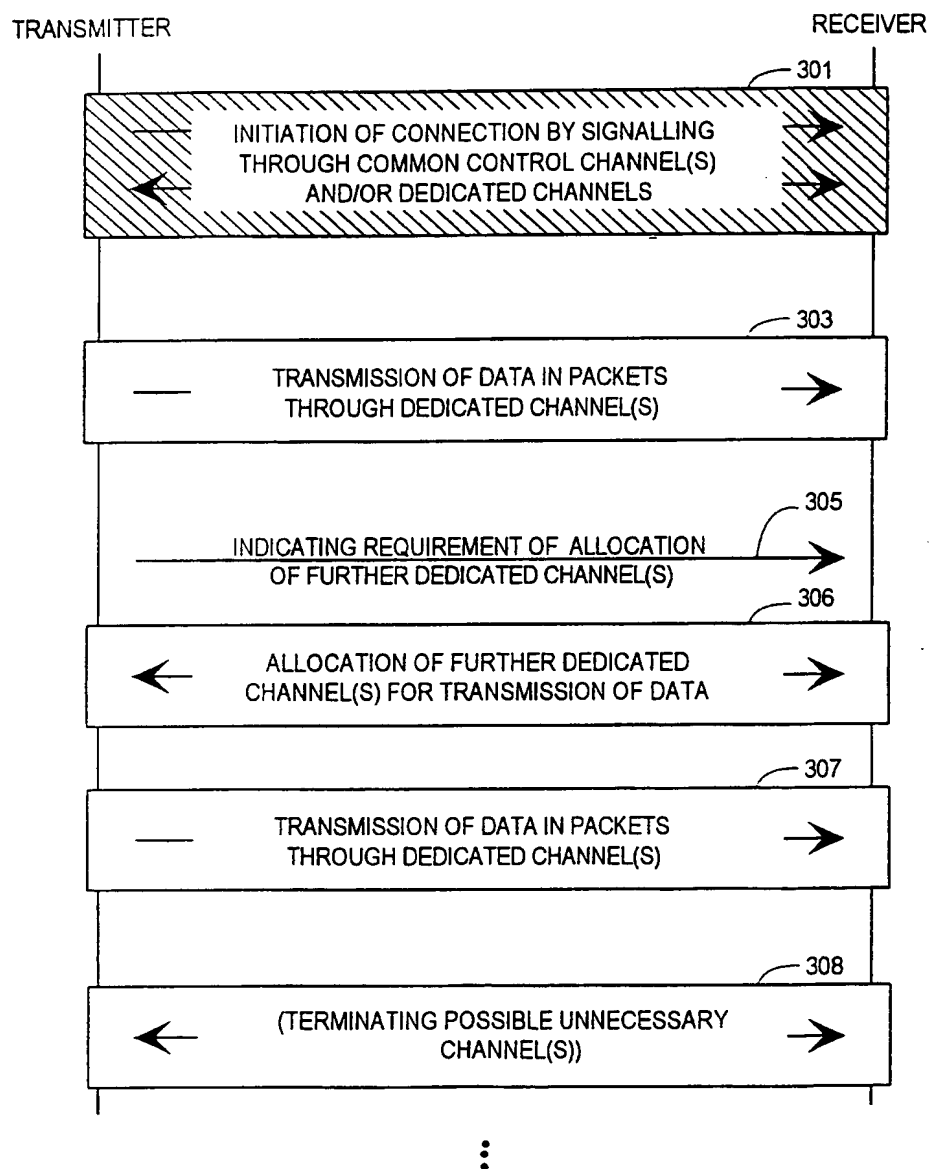 TRANSMITTER
RECEIVER
301
INITIATION OF CONNECTION BY SIGNALLING
THROUGH COMMON CONTROL CHANNEL(S)
AND/OR DEDICATED CHANNELS
303
TRANSMISSION OF DATA IN PACKETS
THROUGH DEDICATED CHANNEL(S)
305
INDICATING REQUIREMENT OF ALLOCATION
OF FURTHER DEDICATED CHANNEL(S)
306
ALLOCATION OF FURTHER DEDICATED
CHANNEL(S) FOR TRANSMISSION OF DATA
307
TRANSMISSION OF DATA IN PACKETS
THROUGH DEDICATED CHANNEL(S)
308
(TERMINATING POSSIBLE UNNECESSARY
CHANNEL(S))